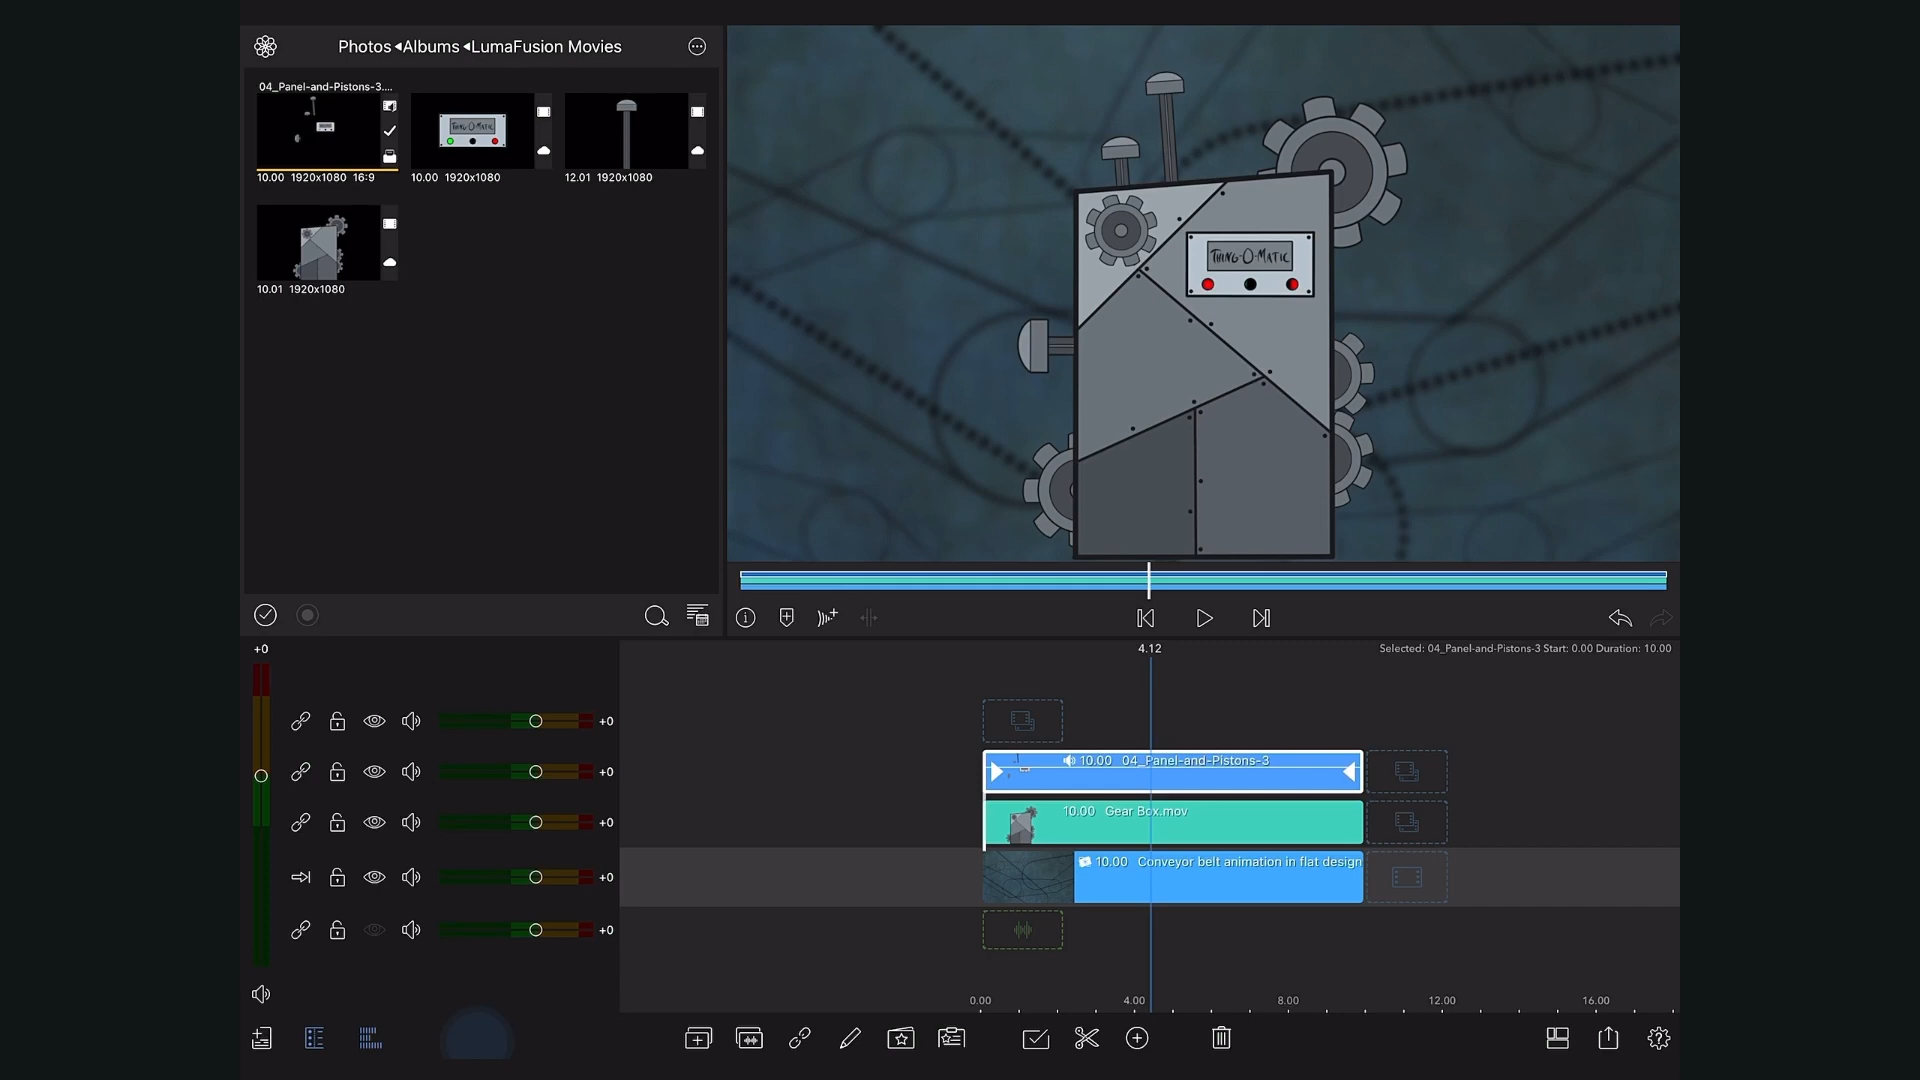 Photos ◂Albums ◂LumaFusion Movies
04_Panel-and-Pistons-3....
THING-O-MATIC
10.00 1920x1080 16:9
10.00 1920x1080
12.01 1920x1080
10.01 1920x1080
THING-O-MATIC
+0
4.12
Selected: 04_Panel-and-Pistons-3 Start: 0.00 Duration: 10.00
+0
+0
10.00 04_Panel-and-Pistons-3
+0
10.00 Gear Box.mov
+0
10.00 Conveyor belt animation in flat design
+0
0.00 4.00 8.00 12.00 16.00